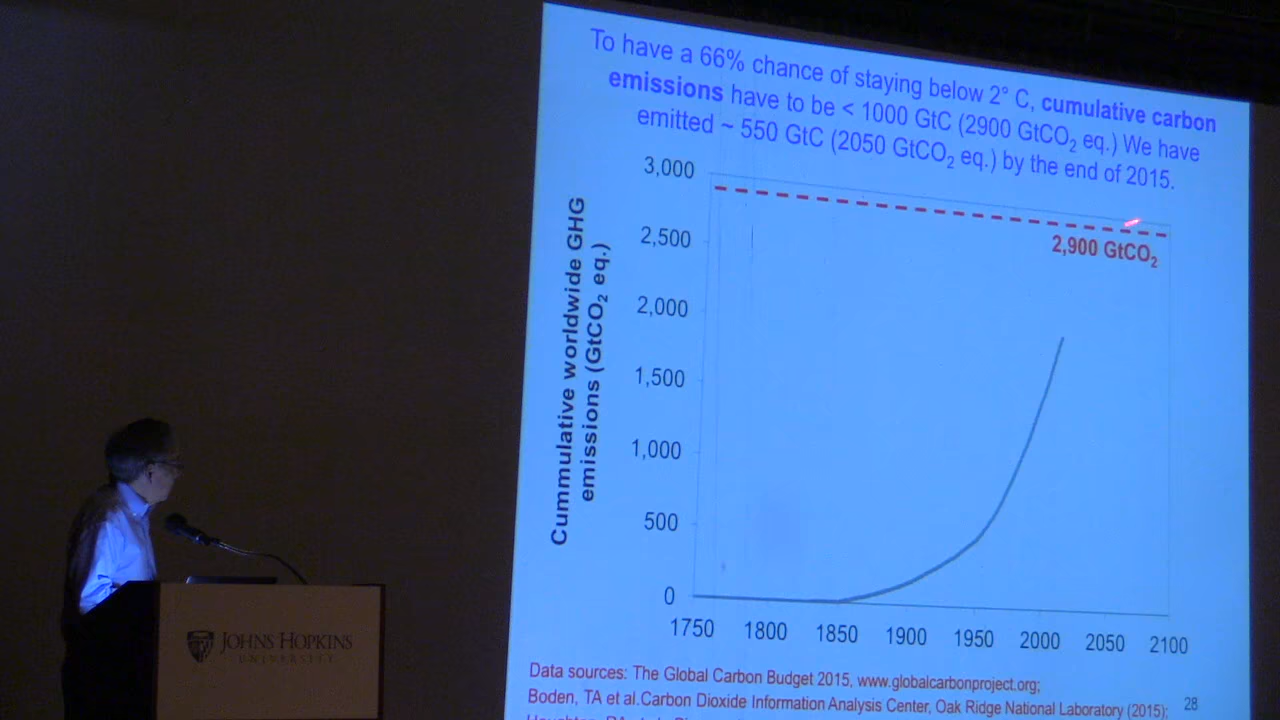 To have a 66% chance of staying below 2° C, cumulative carbon
emissions have to be < 1000 GtC (2900 GtCO₂ eq.) We have
emitted ~ 550 GtC (2050 GtCO₂ eq.) by the end of 2015.
3,000
2,900 GtCO₂
2,500
2,000
1,500
1,000
500
0
Cummulative worldwide GHG
emissions (GtCO₂ eq.)
1750 1800 1850 1900 1950 2000 2050 2100
Data sources: The Global Carbon Budget 2015, www.globalcarbonproject.org;
Boden, TA et al.Carbon Dioxide Information Analysis Center, Oak Ridge National Laboratory (2015);
28
JOHNS HOPKINS
UNIVERSITY